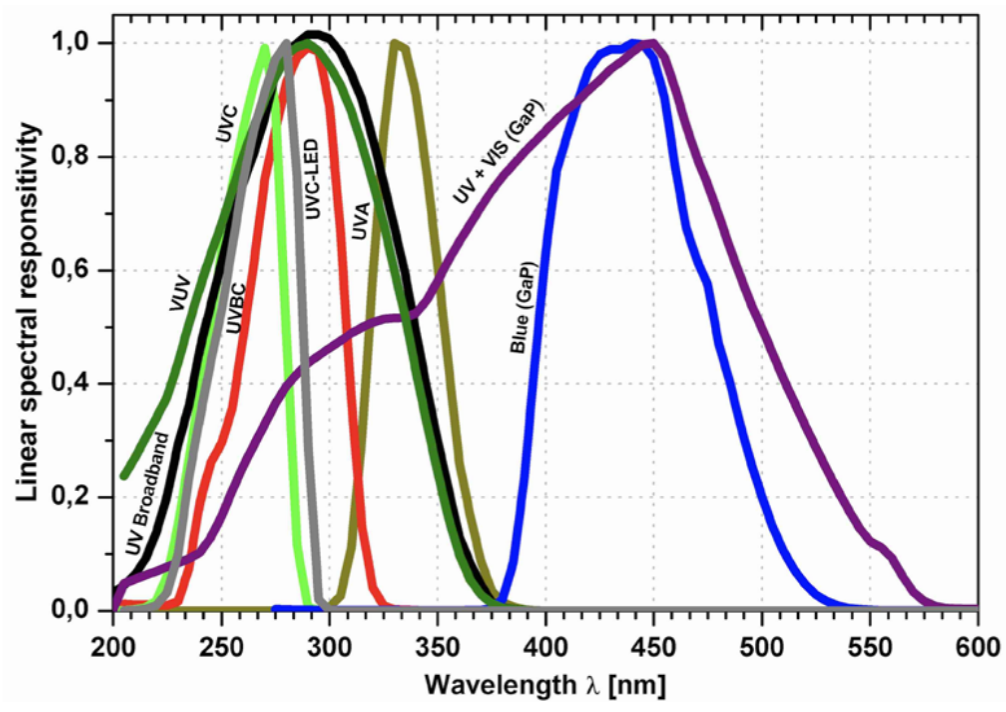 Linear spectral responsitivity
1,0
0,8
0,6
0,4
0,2
0,0
UVC
UVC-LED
UVA
UV + VIS (GaP)
VUV
UVBC
Blue (GaP)
UV Broadband
200 250 300 350 400 450 500 550 600
Wavelength λ [nm]